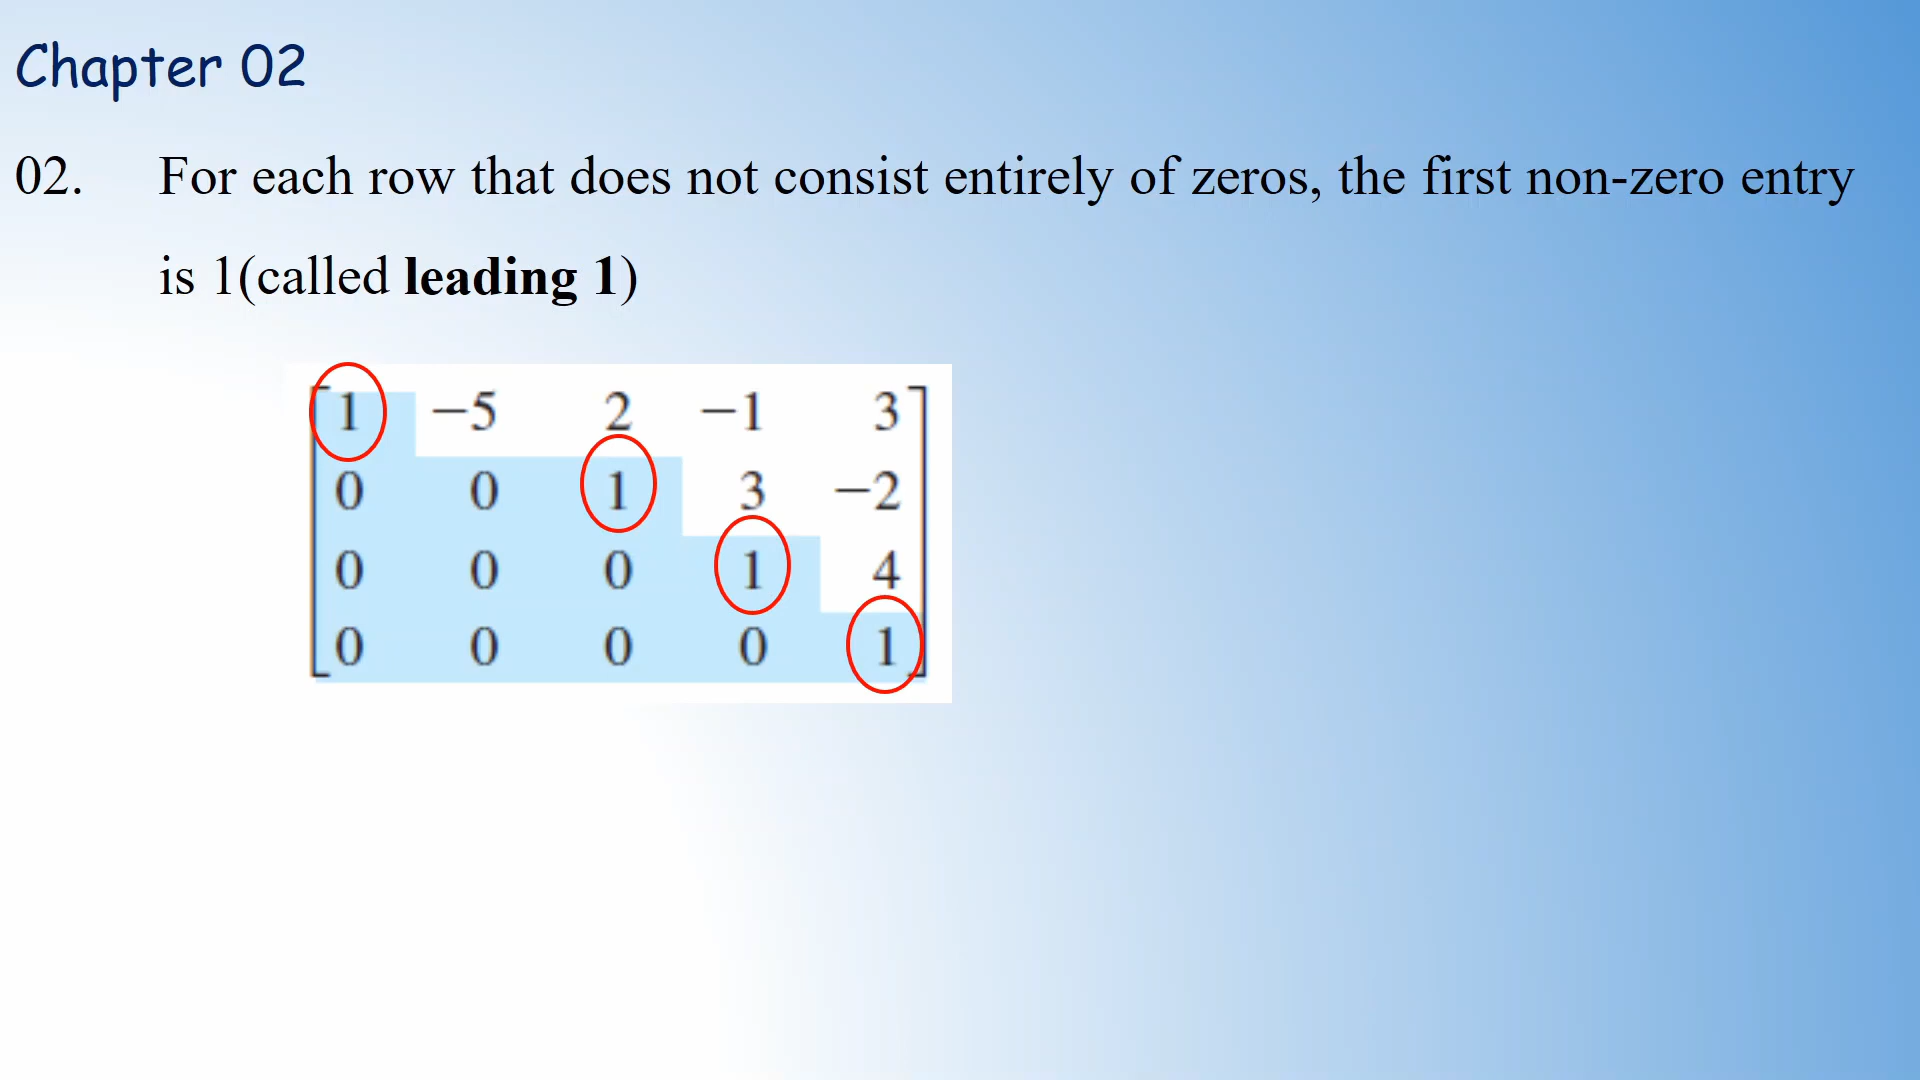 Chapter 02
02. For each row that does not consist entirely of zeros, the first non-zero entry
is 1(called leading 1)
1 −5 2 −1 3
0 0 1 3 −2
0 0 0 1 4
0 0 0 0 1